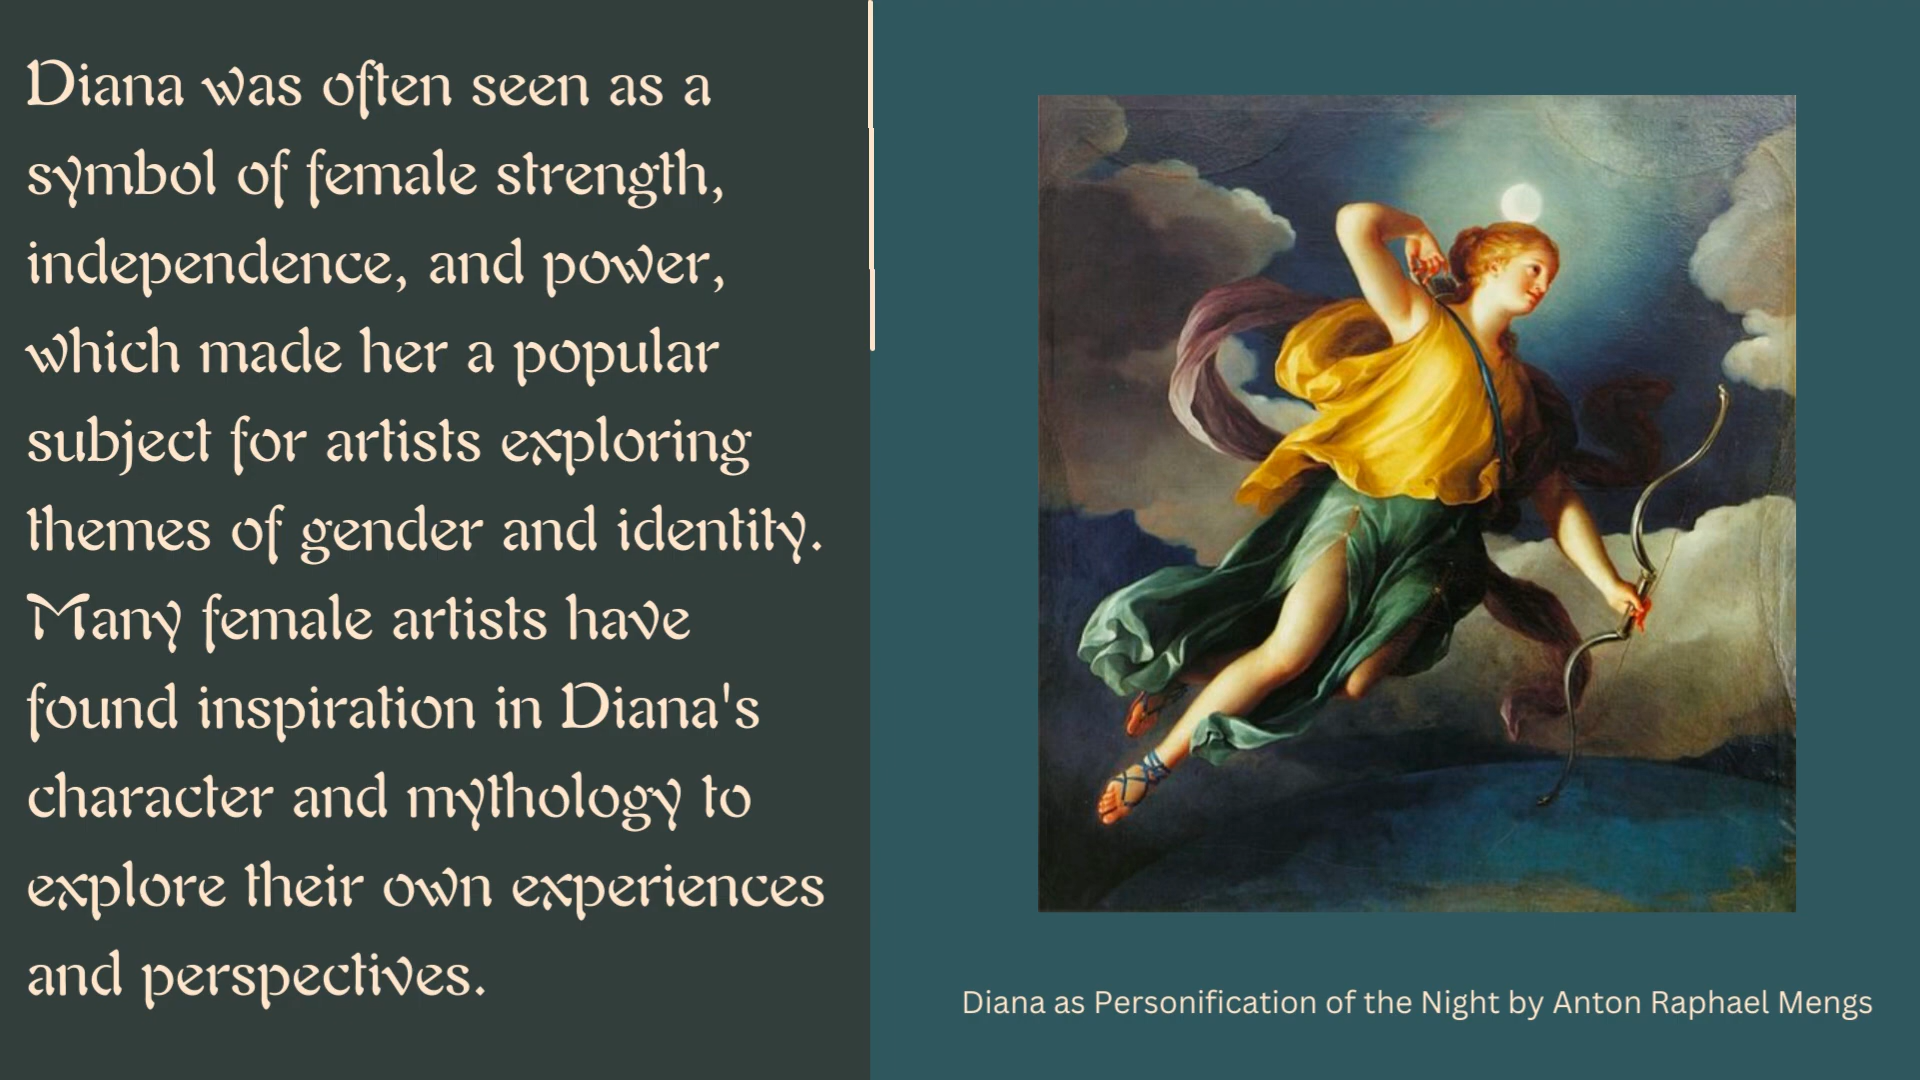 Diana was often seen as a
symbol of female strength,
independence, and power,
which made her a popular
subject for artists exploring
themes of gender and identity.
Many female artists have
found inspiration in Diana's
character and mythology to
explore their own experiences
and perspectives.
Diana as Personification of the Night by Anton Raphael Mengs